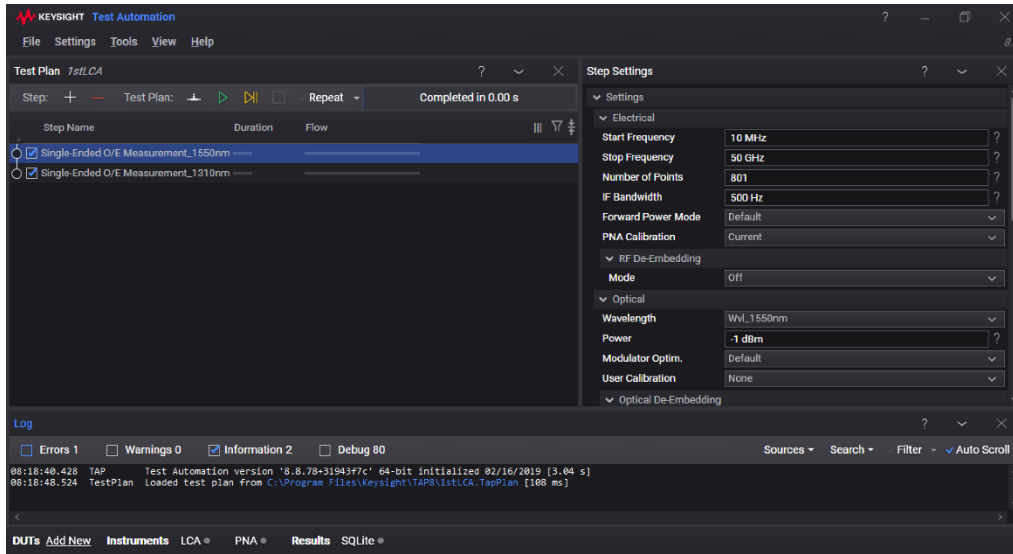 KEYSIGHT Test Automation
File Settings Tools View Help
8.
Test Plan 1stLCA
Step: Test Plan: Repeat Completed in 0.00 s
Step Name Duration Flow
Single-Ended O/E Measurement_1550nm
Single-Ended O/E Measurement_1310nm
Step Settings
Settings
Electrical
Start Frequency 10 MHz
Stop Frequency 50 GHz
Number of Points 801
IF Bandwidth 500 Hz
Forward Power Mode Default
PNA Calibration Current
RF De-Embedding
Mode Off
Optical
Wavelength Wvl_1550nm
Power -1 dBm
Modulator Optim. Default
User Calibration None
Optical De-Embedding
Log
Errors 1 Warnings 0 Information 2 Debug 80 Sources Search Filter Auto Scroll
08:18:40.428 TAP Test Automation version '8.8.78+31943f7c' 64-bit initialized 02/16/2019 [3.04 s]
08:18:48.524 TestPlan Loaded test plan from C:\Program Files\Keysight\TAP8\1stLCA.TapPlan [108 ms]
DUTs Add New Instruments LCA PNA Results SQLite